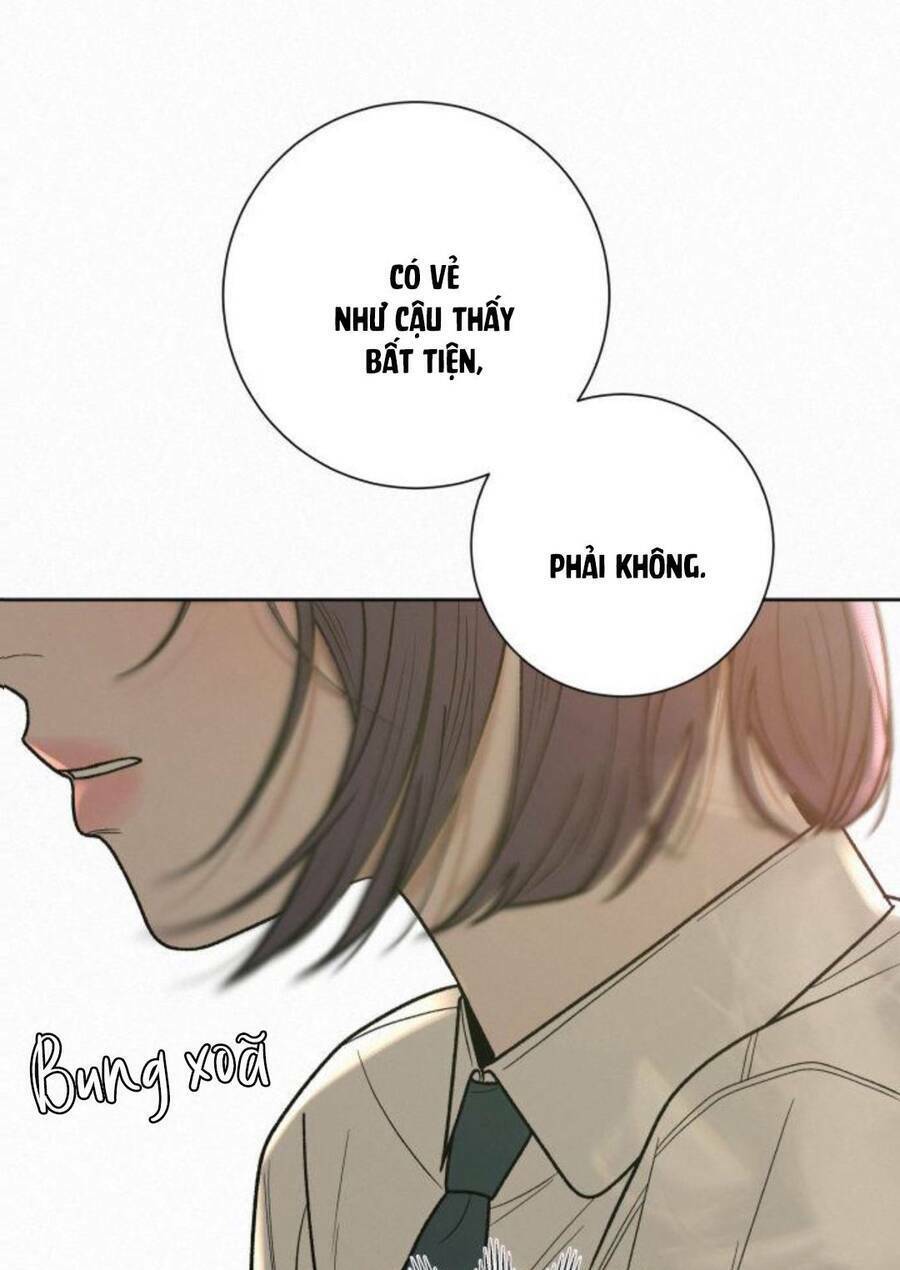 CÓ VẺ
NHƯ CẬU THẤY
BẤT TIỆN,
PHẢI KHÔNG.
Bung xoã